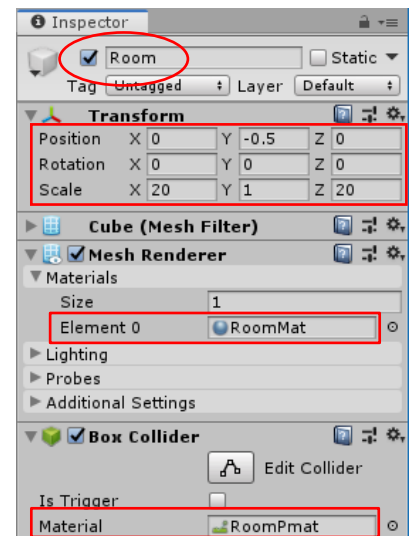 Inspector
Room Static
Tag Untagged Layer Default
Transform
Position X 0 Y -0.5 Z 0
Rotation X 0 Y 0 Z 0
Scale X 20 Y 1 Z 20
Cube (Mesh Filter)
Mesh Renderer
Materials
Size 1
Element 0 RoomMat
Lighting
Probes
Additional Settings
Box Collider
Edit Collider
Is Trigger
Material RoomPmat